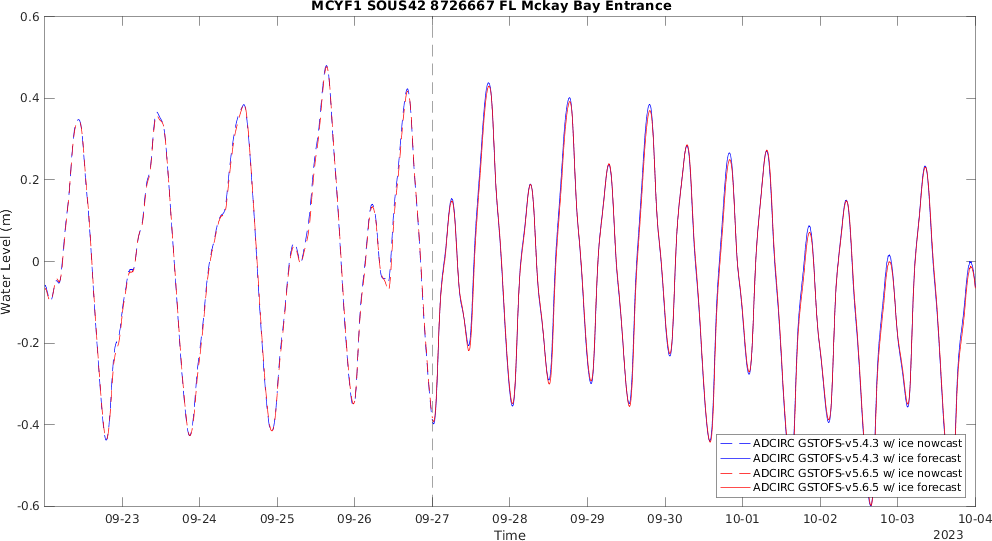 MCYF1 SOUS42 8726667 FL Mckay Bay Entrance
Water Level (m)
0.6
0.4
0.2
0
-0.2
-0.4
-0.6
ADCIRC GSTOFS-v5.4.3 w/ ice nowcast
ADCIRC GSTOFS-v5.4.3 w/ ice forecast
ADCIRC GSTOFS-v5.6.5 w/ ice nowcast
ADCIRC GSTOFS-v5.6.5 w/ ice forecast
09-23 09-24 09-25 09-26 09-27 09-28 09-29 09-30 10-01 10-02 10-03 10-04
Time
2023